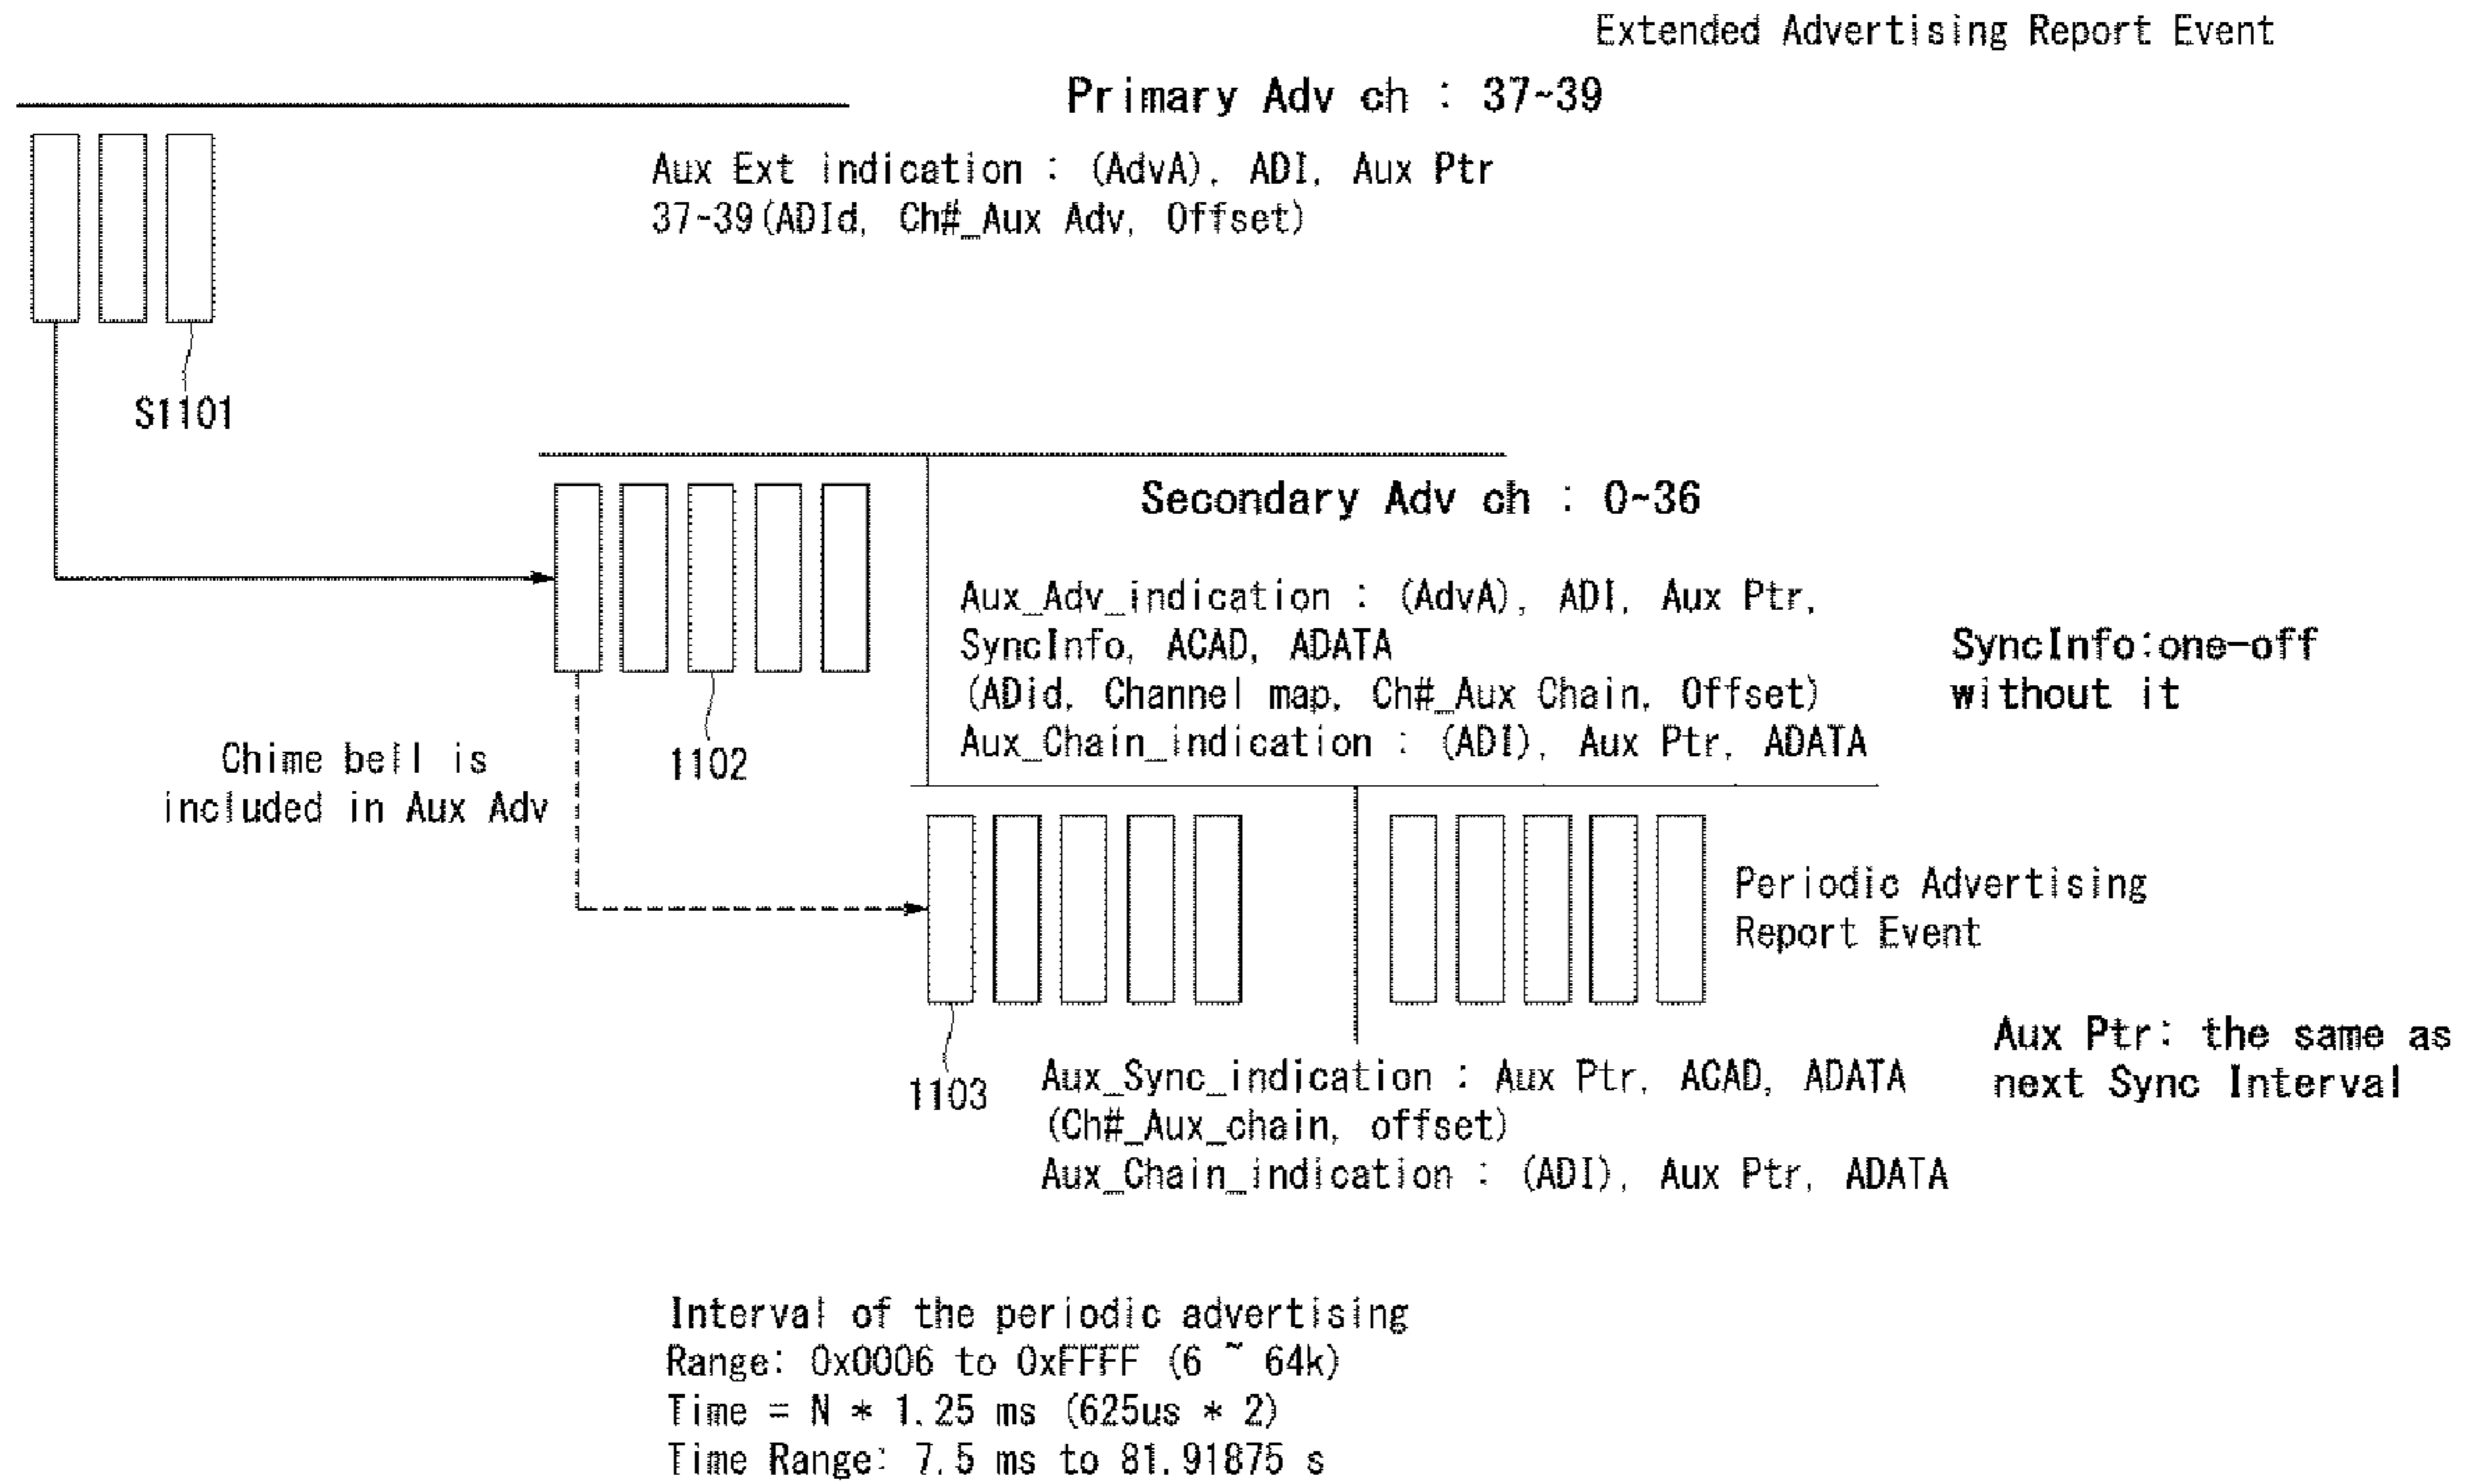 Extended Advertising Report Event
Primary Adv ch : 37~39
Aux Ext indication : (AdvA), ADI, Aux Ptr
37~39(ADId, Ch#_Aux Adv, Offset)
S1101
Secondary Adv ch : 0~36
Aux_Adv_indication : (AdvA), ADI, Aux Ptr,
SyncInfo, ACAD, ADATA
(ADid, Channel map, Ch#_Aux Chain, Offset)
Aux_Chain_indication : (ADI), Aux Ptr, ADATA
SyncInfo:one-off
without it
Chime bell is
included in Aux Adv
1102
Periodic Advertising
Report Event
1103
Aux_Sync_indication : Aux Ptr, ACAD, ADATA
(Ch#_Aux_chain, offset)
Aux_Chain_indication : (ADI), Aux Ptr, ADATA
Aux Ptr: the same as
next Sync Interval
Interval of the periodic advertising
Range: 0x0006 to 0xFFFF (6 ~ 64k)
Time = N * 1.25 ms (625us * 2)
Time Range: 7.5 ms to 81.91875 s